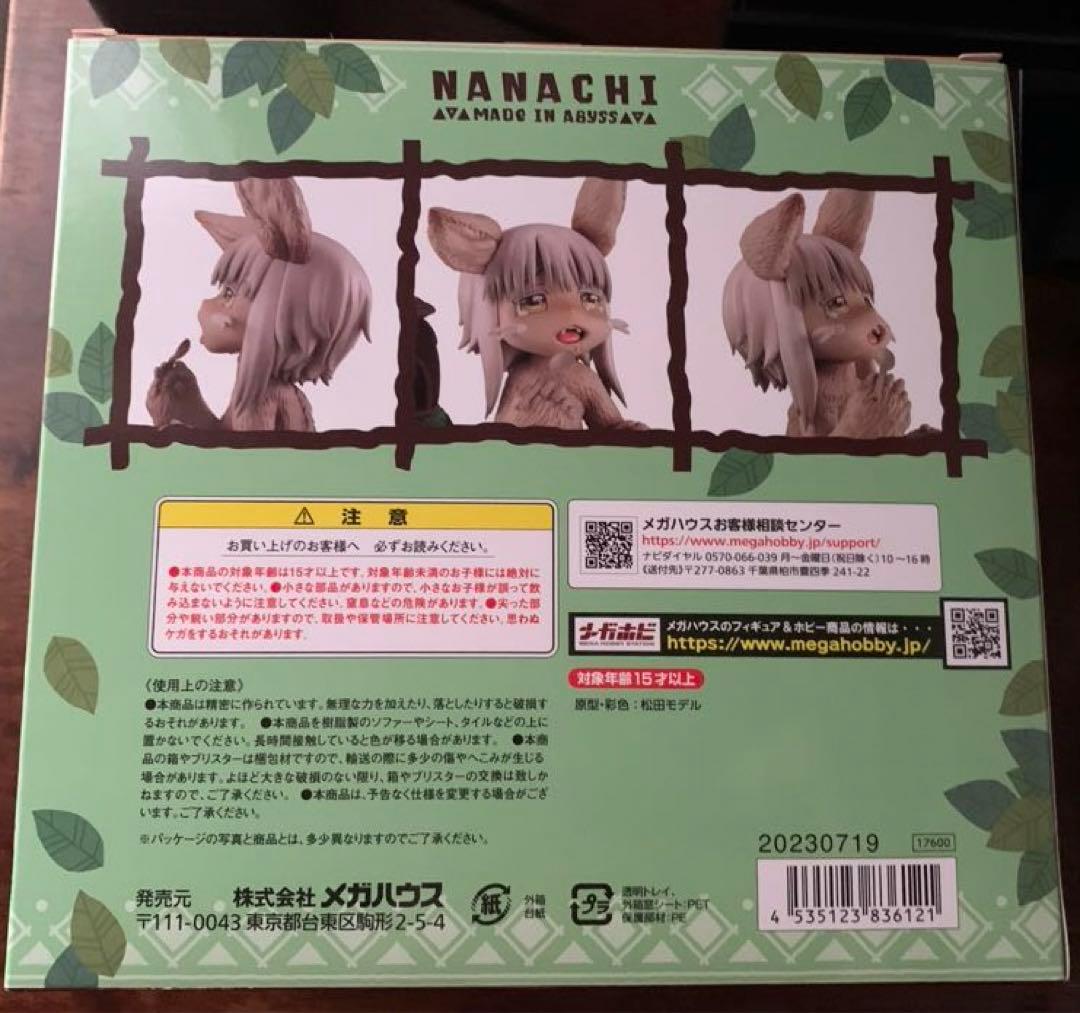 NANACHI
MADE IN ABYSS
⚠ 注 意
お買い上げのお客様へ 必ずお読みください。
●本商品の対象年齢は15才以上です。対象年齢未満のお子様には絶対に
与えないでください。●小さな部品がありますので、小さなお子様が誤って飲
み込まないように注意してください。窒息などの危険があります。●尖った部
分や鋭い部分がありますので、取扱や保管場所に注意してください。思わぬ
ケガをするおそれがあります。
《使用上の注意》
●本商品は精密に作られています。無理な力を加えたり、落としたりすると破損す
るおそれがあります。 ●本商品を樹脂製のソファーやシート、タイルなどの上に
置かないでください。長時間接触していると色が移る場合があります。 ●本商
品の箱やブリスターは梱包材ですので、輸送の際に多少の傷やへこみが生じる
場合があります。よほど大きな破損のない限り、箱やブリスターの交換は致しか
ねますので、ご了承ください。 ●本商品は、予告なく仕様を変更する場合がござ
います。ご了承ください。
※パッケージの写真と商品とは、多少異なりますのでご了承ください。
発売元 株式会社 メガハウス
〒111-0043 東京都台東区駒形2-5-4
紙
外箱
台紙
プラ
透明トレイ、
外箱窓シート:PET
保護部材:PE
メガハウスお客様相談センター
https://www.megahobby.jp/support/
ナビダイヤル 0570-066-039 月～金曜日(祝日除く)10～16時
《送付先》〒277-0863 千葉県柏市豊四季 241-22
メガホビ
MEGA HOBBY STATION
メガハウスのフィギュア&ホビー商品の情報は・・・
https://www.megahobby.jp/
対象年齢15才以上
原型・彩色：松田モデル
20230719
17600
4 535123 836121